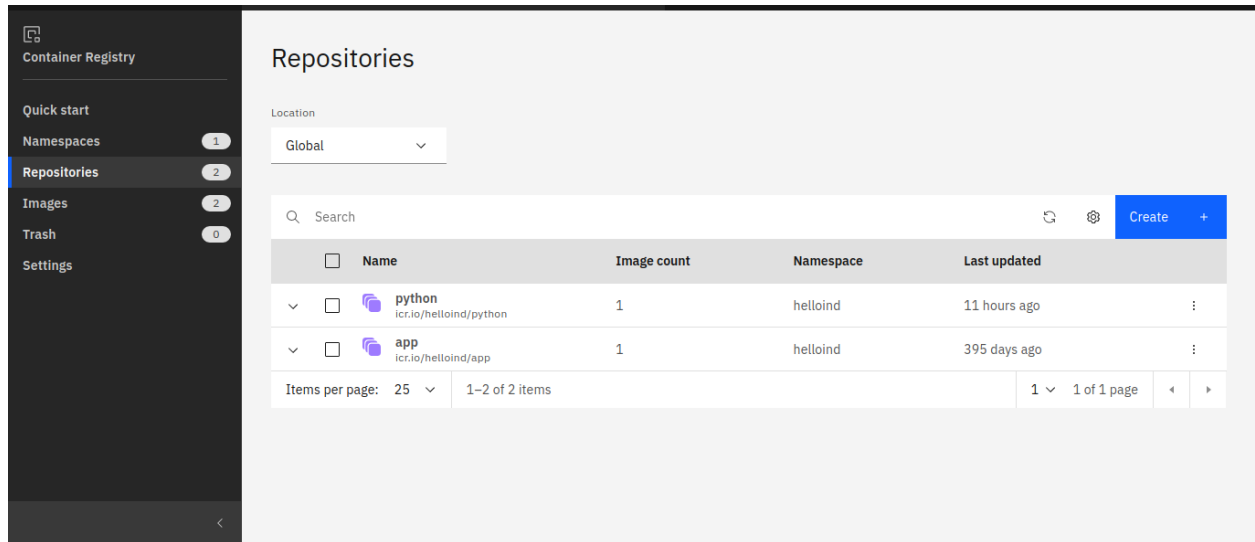 Container Registry
Quick start
Namespaces 1
Repositories 2
Images 2
Trash 0
Settings
Repositories
Location
Global
Search
Create +
Name Image count Namespace Last updated
python
icr.io/helloind/python
1 helloind 11 hours ago
app
icr.io/helloind/app
1 helloind 395 days ago
Items per page: 25 1–2 of 2 items 1 1 of 1 page